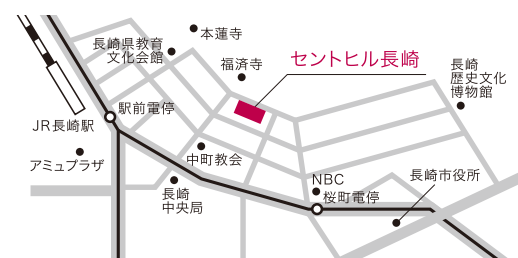 本蓮寺
長崎県教育
文化会館
福済寺
セントヒル長崎
長崎
歴史文化
博物館
駅前電停
JR長崎駅
アミュプラザ
中町教会
長崎
中央局
NBC
桜町電停
長崎市役所